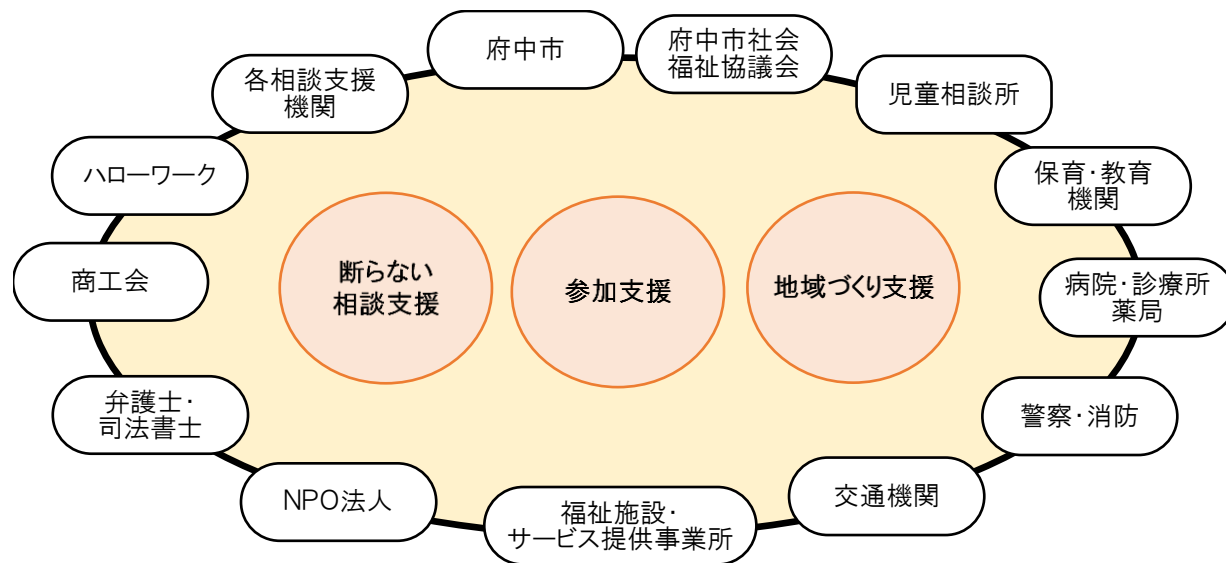 府中市
府中市社会
福祉協議会
各相談支援
機関
児童相談所
ハローワーク
保育・教育
機関
商工会
断らない
相談支援
参加支援
地域づくり支援
病院・診療所
薬局
弁護士・
司法書士
警察・消防
NPO法人
福祉施設・
サービス提供事業所
交通機関